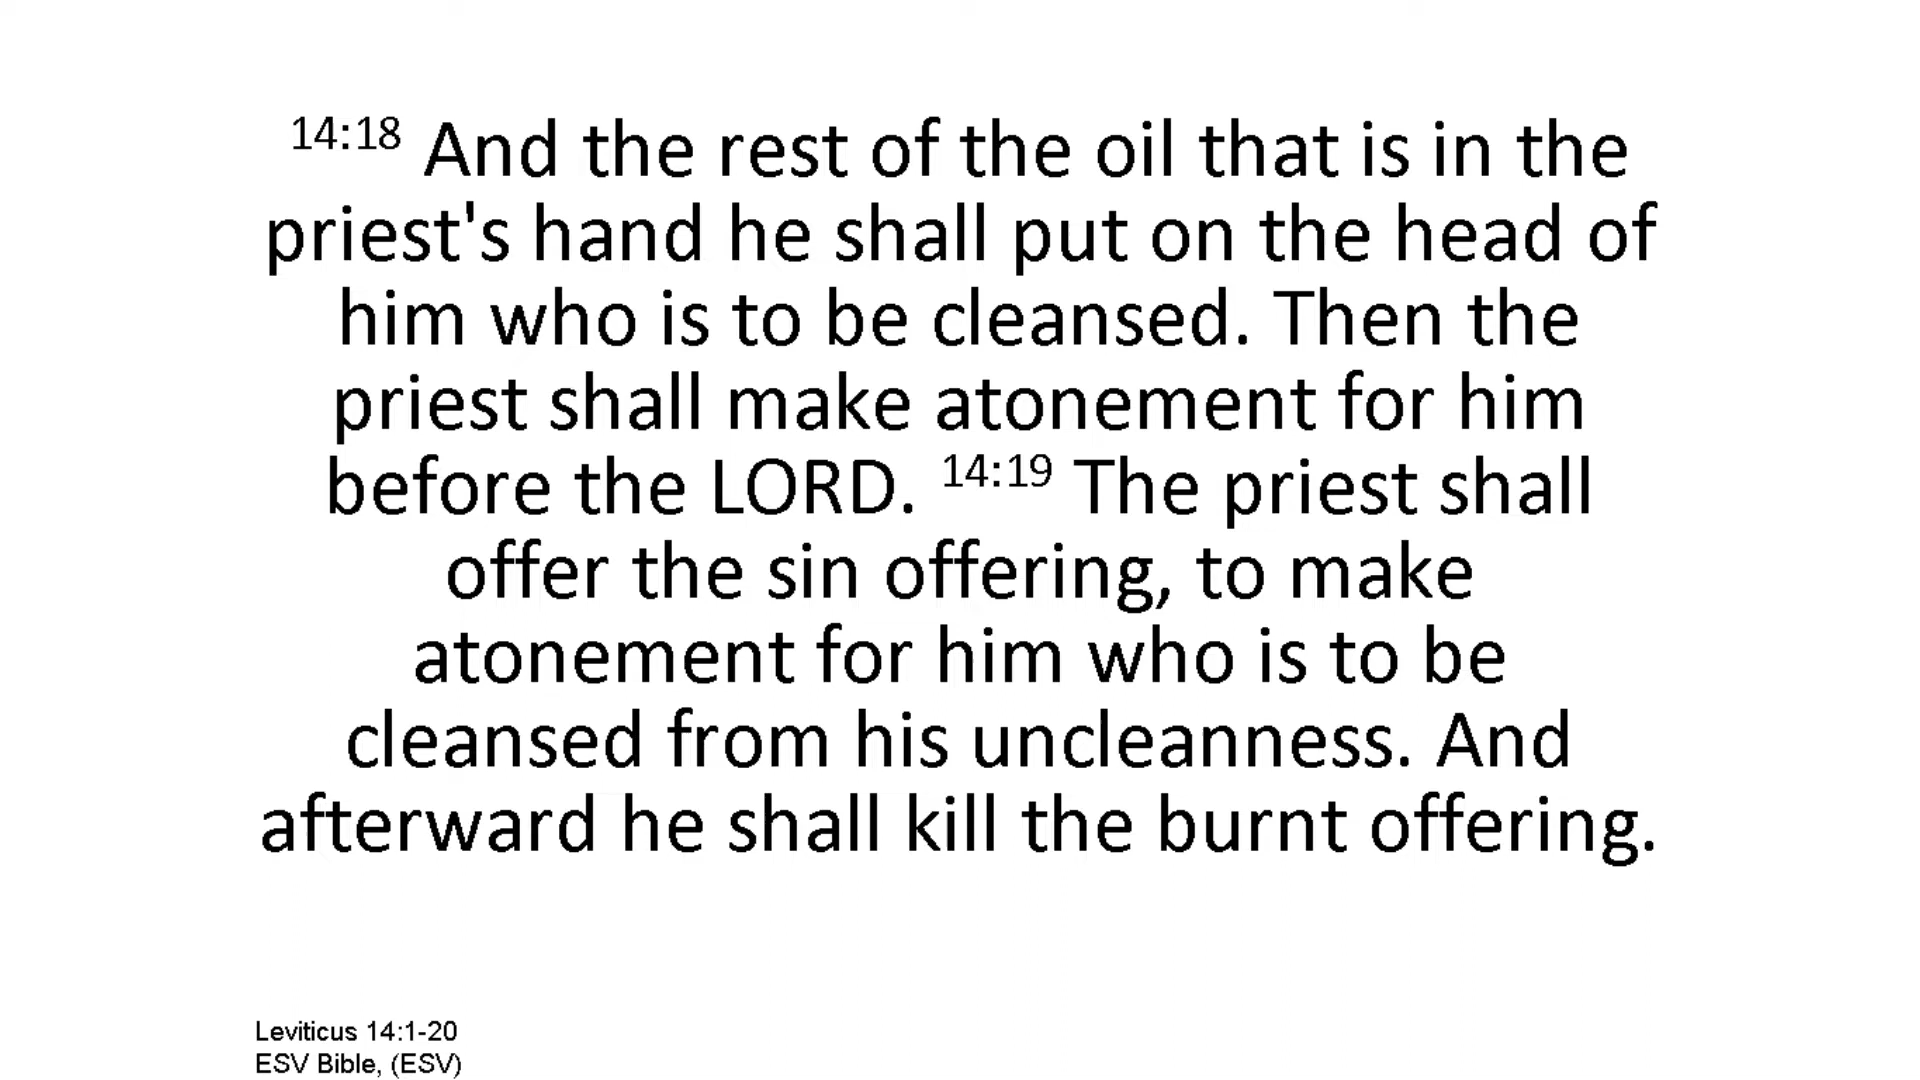 14:18 And the rest of the oil that is in the
priest's hand he shall put on the head of
him who is to be cleansed. Then the
priest shall make atonement for him
before the LORD. 14:19 The priest shall
offer the sin offering, to make
atonement for him who is to be
cleansed from his uncleanness. And
afterward he shall kill the burnt offering.
Leviticus 14:1-20
ESV Bible, (ESV)